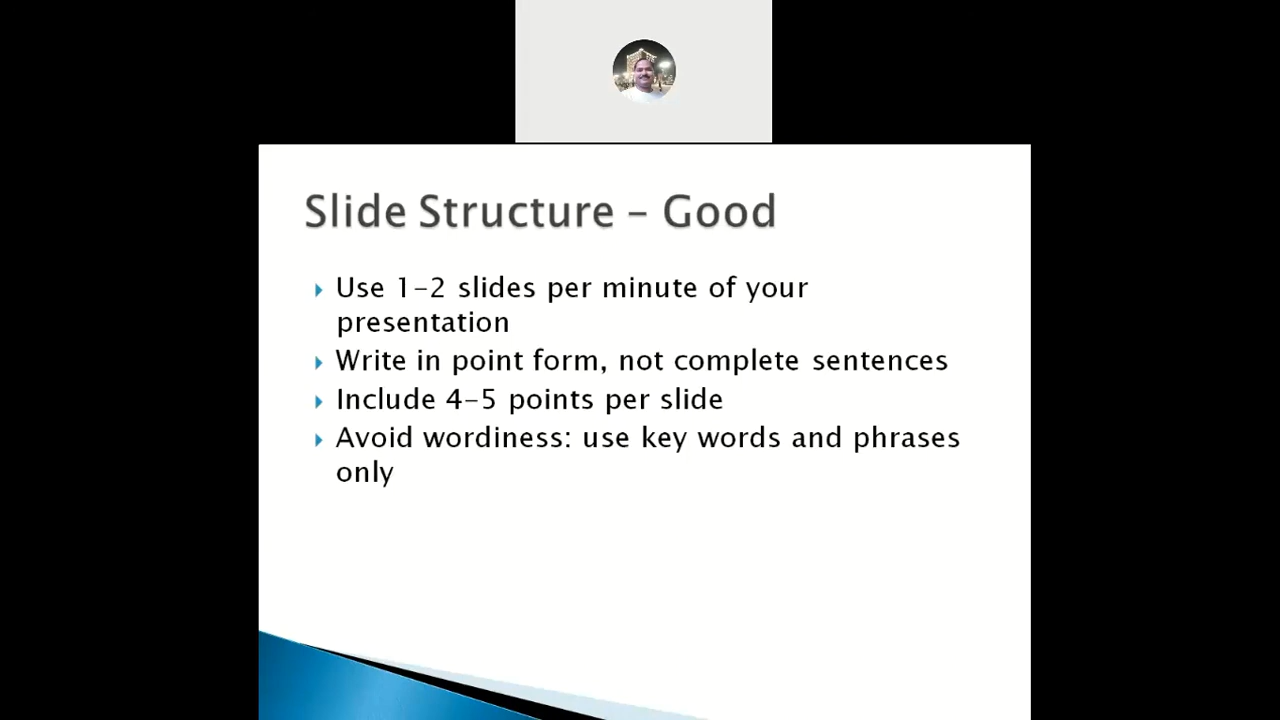 Slide Structure – Good
Use 1–2 slides per minute of your
presentation
Write in point form, not complete sentences
Include 4–5 points per slide
Avoid wordiness: use key words and phrases
only